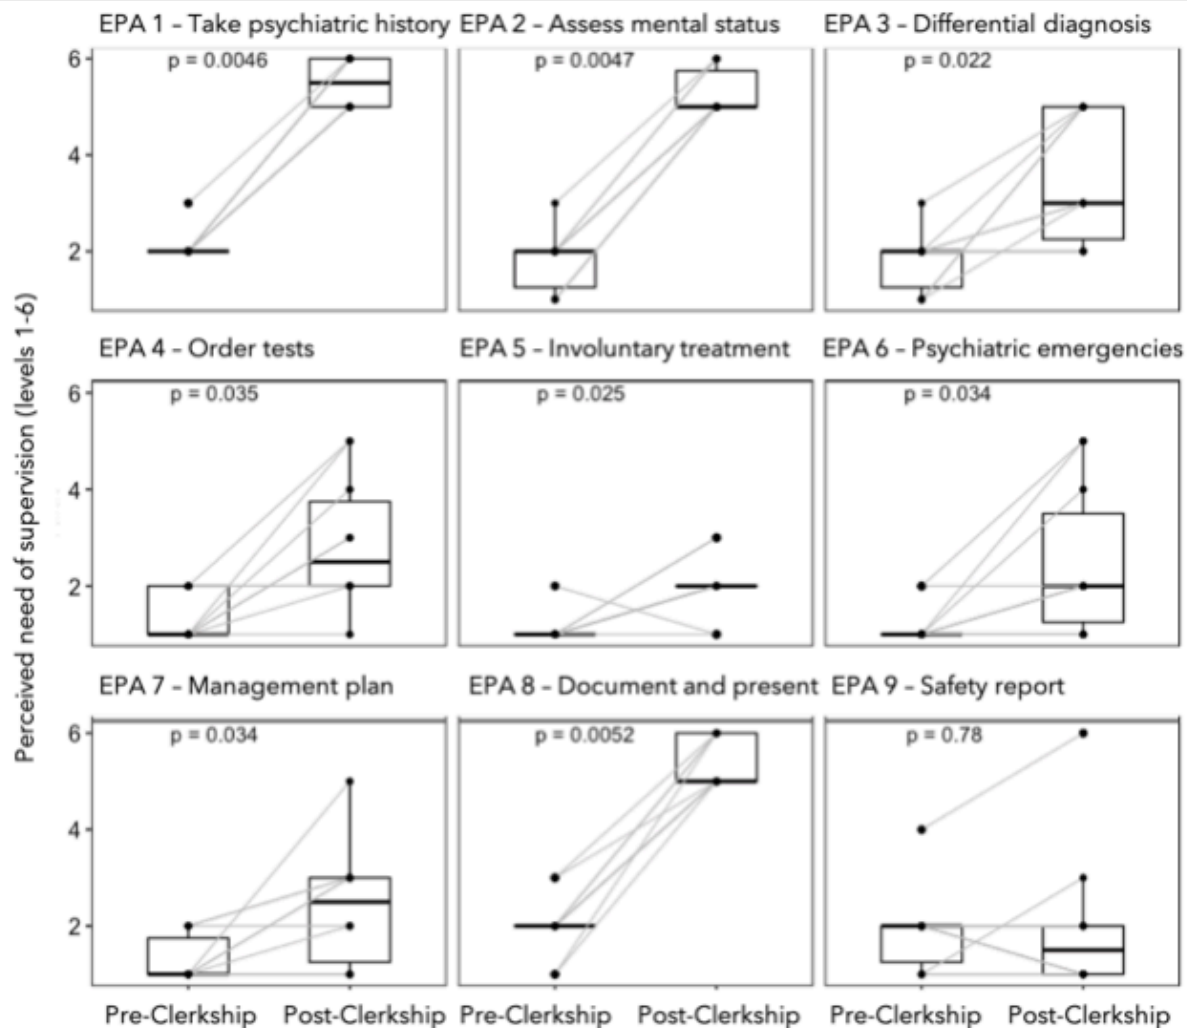 EPA 1 – Take psychiatric history EPA 2 – Assess mental status EPA 3 – Differential diagnosis
p = 0.0046 p = 0.0047 p = 0.022
6
4
2
EPA 4 – Order tests EPA 5 – Involuntary treatment EPA 6 – Psychiatric emergencies
p = 0.035 p = 0.025 p = 0.034
6
4
2
Perceived need of supervision (levels 1-6)
EPA 7 – Management plan EPA 8 – Document and present EPA 9 – Safety report
p = 0.034 p = 0.0052 p = 0.78
6
4
2
Pre-Clerkship Post-Clerkship Pre-Clerkship Post-Clerkship Pre-Clerkship Post-Clerkship